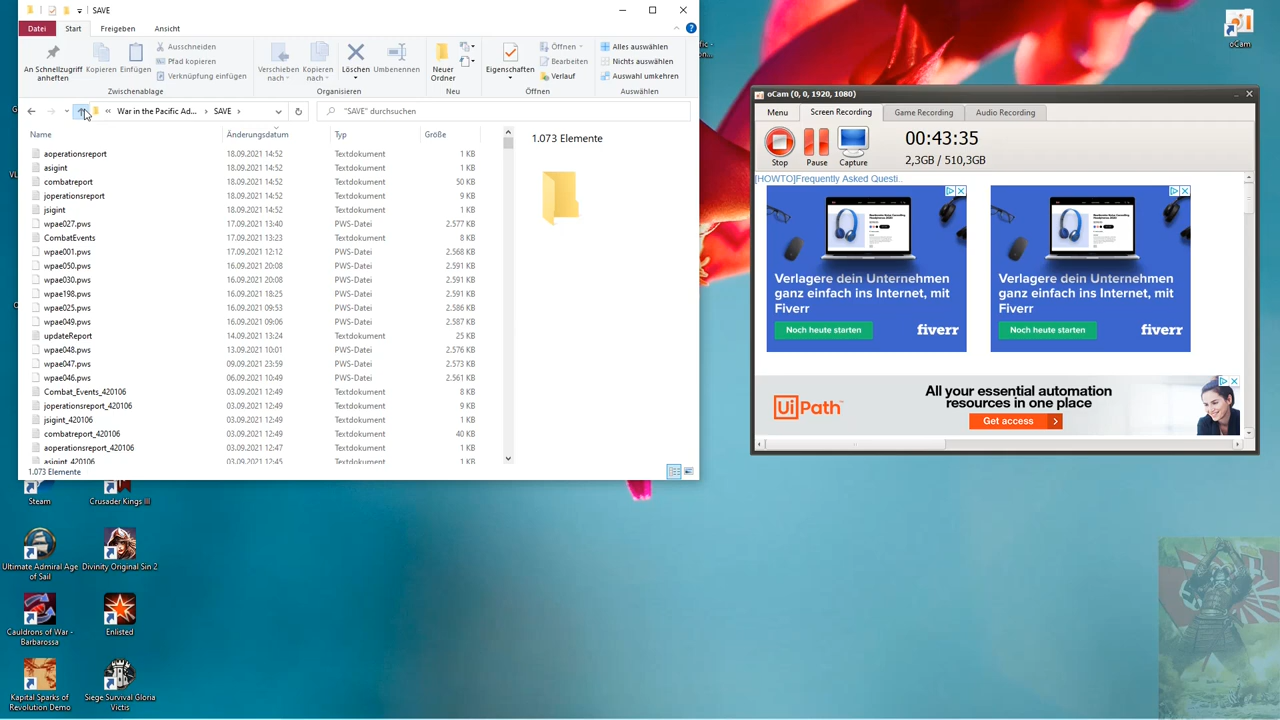 SAVE
Datei Start Freigeben Ansicht
An Schnellzugriff anheften
Kopieren
Einfügen
Ausschneiden
Pfad kopieren
Verknüpfung einfügen
Zwischenablage
Verschieben nach
Kopieren nach
Löschen
Umbenennen
Organisieren
Neuer Ordner
Neu
Eigenschaften
Öffnen
Bearbeiten
Verlauf
Öffnen
Alles auswählen
Nichts auswählen
Auswahl umkehren
Auswählen
« War in the Pacific Ad... › SAVE ›
"SAVE" durchsuchen
Name Änderungsdatum Typ Größe
aoperationsreport 18.09.2021 14:52 Textdokument 1 KB
asigint 18.09.2021 14:52 Textdokument 1 KB
combatreport 18.09.2021 14:52 Textdokument 50 KB
joperationsreport 18.09.2021 14:52 Textdokument 9 KB
jsigint 18.09.2021 14:52 Textdokument 1 KB
wpae027.pws 17.09.2021 13:40 PWS-Datei 2.577 KB
CombatEvents 17.09.2021 13:23 Textdokument 8 KB
wpae001.pws 17.09.2021 12:12 PWS-Datei 2.568 KB
wpae050.pws 16.09.2021 20:08 PWS-Datei 2.591 KB
wpae030.pws 16.09.2021 20:08 PWS-Datei 2.591 KB
wpae198.pws 16.09.2021 18:25 PWS-Datei 2.591 KB
wpae025.pws 16.09.2021 09:53 PWS-Datei 2.586 KB
wpae049.pws 16.09.2021 09:06 PWS-Datei 2.587 KB
updateReport 14.09.2021 13:24 Textdokument 25 KB
wpae048.pws 13.09.2021 10:01 PWS-Datei 2.576 KB
wpae047.pws 09.09.2021 23:59 PWS-Datei 2.573 KB
wpae046.pws 06.09.2021 10:49 PWS-Datei 2.561 KB
Combat_Events_420106 03.09.2021 12:49 Textdokument 8 KB
joperationsreport_420106 03.09.2021 12:49 Textdokument 9 KB
jsigint_420106 03.09.2021 12:49 Textdokument 1 KB
combatreport_420106 03.09.2021 12:49 Textdokument 40 KB
aoperationsreport_420106 03.09.2021 12:47 Textdokument 1 KB
asigint_420106 03.09.2021 12:45 Textdokument 1 KB
1.073 Elemente
1.073 Elemente
oCam
oCam (0, 0, 1920, 1080)
Menu Screen Recording Game Recording Audio Recording
Stop Pause Capture
00:43:35
2,3GB / 510,3GB
[HOWTO]Frequently Asked Questi..
Verlagere dein Unternehmen
ganz einfach ins Internet, mit
Fiverr
Noch heute starten fiverr
Verlagere dein Unternehmen
ganz einfach ins Internet, mit
Fiverr
Noch heute starten fiverr
UiPath
All your essential automation
resources in one place
Get access
Steam
Crusader Kings III
Ultimate Admiral Age of Sail
Divinity Original Sin 2
Cauldrons of War - Barbarossa
Enlisted
Kapital Sparks of Revolution Demo
Siege Survival Gloria Victis